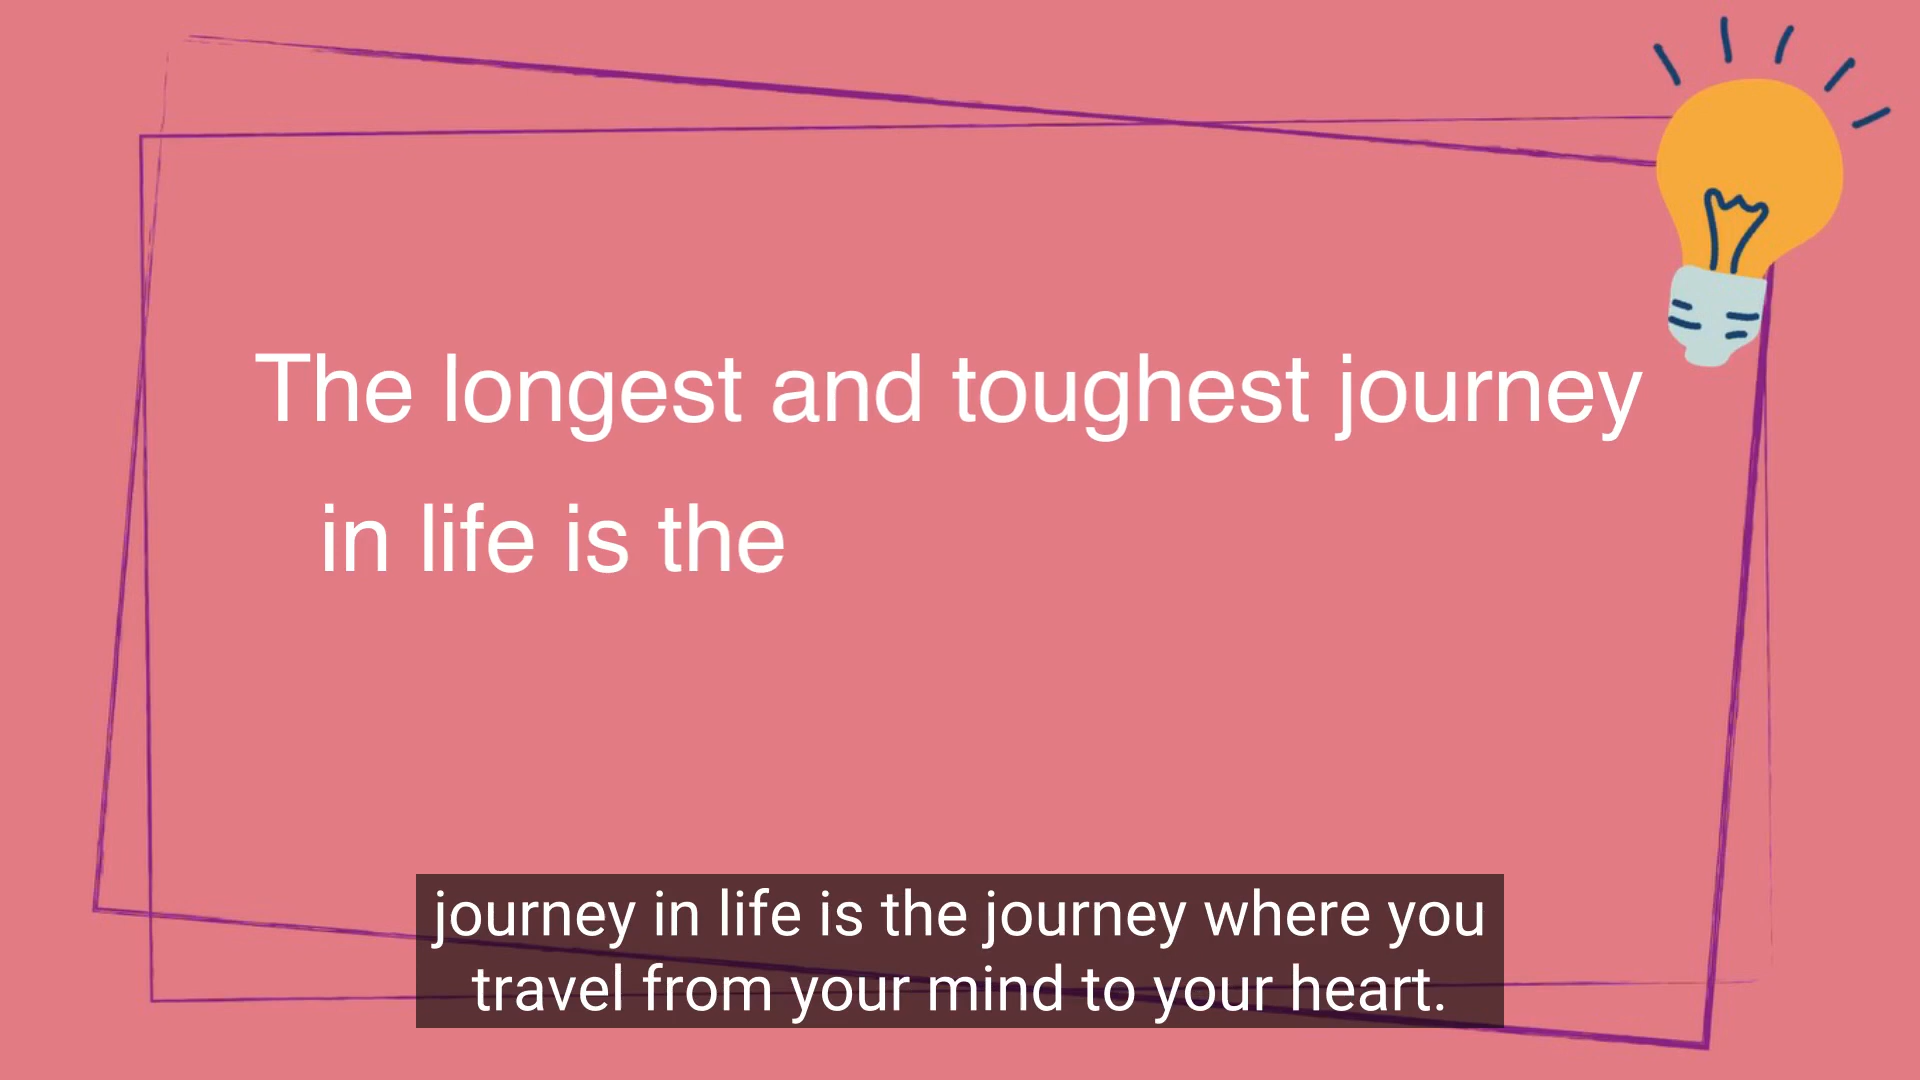 The longest and toughest journey
in life is the
journey in life is the journey where you
travel from your mind to your heart.